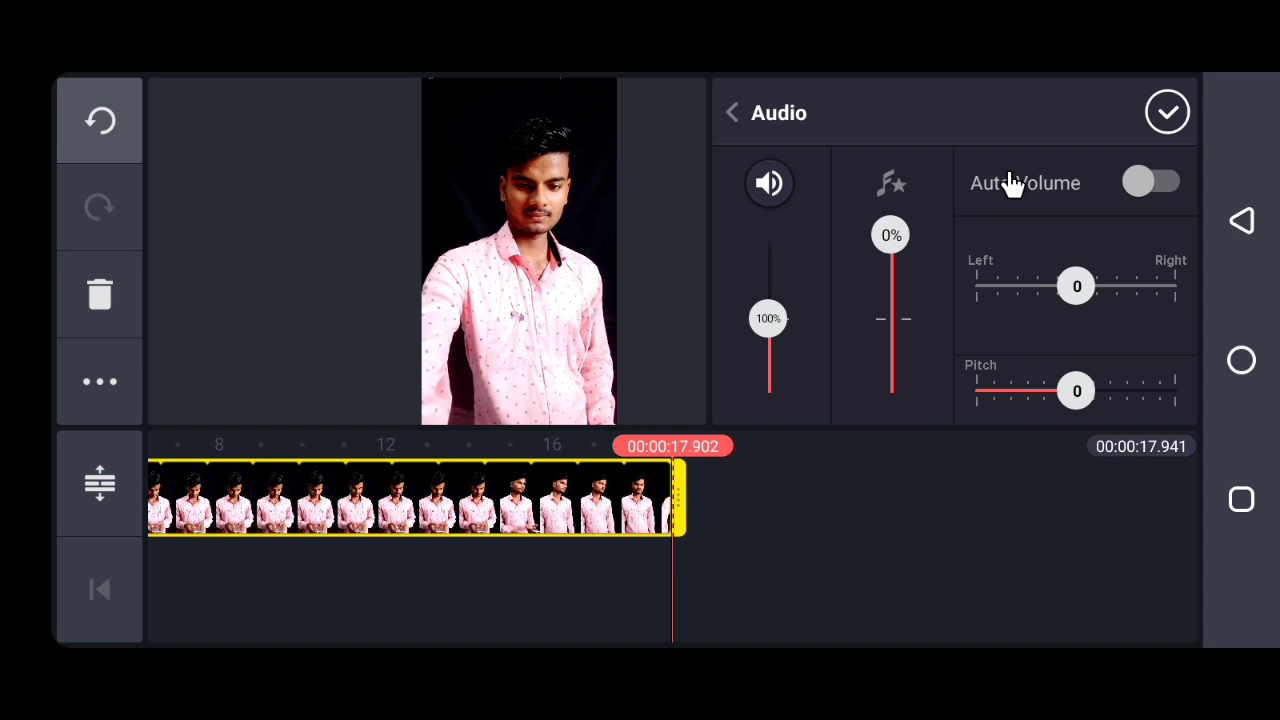 Audio
Auto Volume
0%
Left
Right
0
100%
Pitch
0
8
12
16
00:00:17.902
00:00:17.941